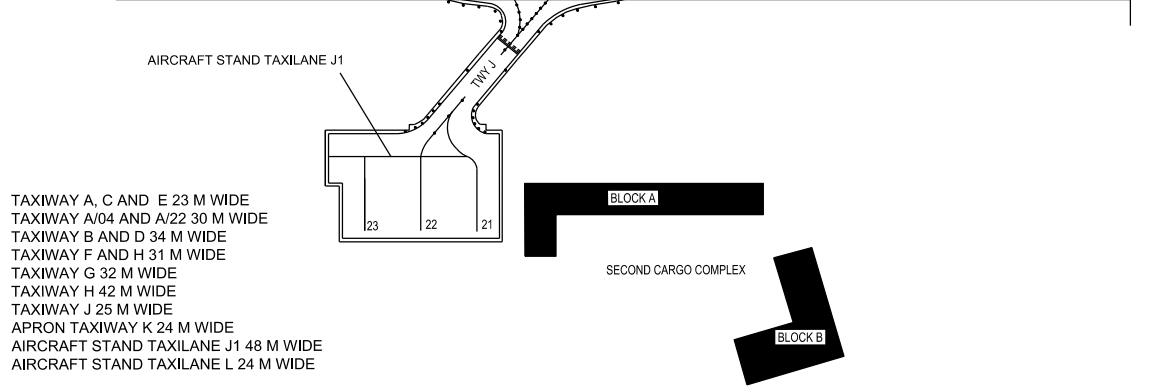 AIRCRAFT STAND TAXILANE J1
TWY J
23
22
21
TAXIWAY A, C AND E 23 M WIDE
TAXIWAY A/04 AND A/22 30 M WIDE
TAXIWAY B AND D 34 M WIDE
TAXIWAY F AND H 31 M WIDE
TAXIWAY G 32 M WIDE
TAXIWAY H 42 M WIDE
TAXIWAY J 25 M WIDE
APRON TAXIWAY K 24 M WIDE
AIRCRAFT STAND TAXILANE J1 48 M WIDE
AIRCRAFT STAND TAXILANE L 24 M WIDE
BLOCK A
SECOND CARGO COMPLEX
BLOCK B